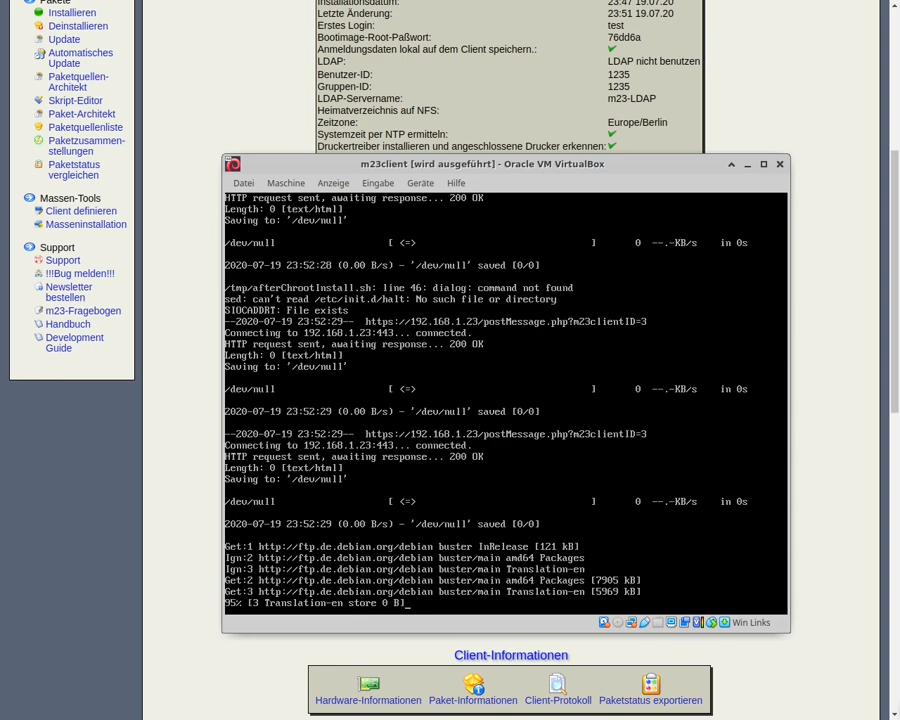 Pakete
Installieren
Deinstallieren
Update
Automatisches
Update
Paketquellen-
Architekt
Skript-Editor
Paket-Architekt
Paketquellenliste
Paketzusammen-
stellungen
Paketstatus
vergleichen
Massen-Tools
Client definieren
Masseninstallation
Support
Support
!!!Bug melden!!!
Newsletter
bestellen
m23-Fragebogen
Handbuch
Development
Guide
Installationsdatum: 23:47 19.07.20
Letzte Änderung: 23:51 19.07.20
Erstes Login: test
Bootimage-Root-Paßwort: 76dd6a
Anmeldungsdaten lokal auf dem Client speichern.:
LDAP: LDAP nicht benutzen
Benutzer-ID: 1235
Gruppen-ID: 1235
LDAP-Servername: m23-LDAP
Heimatverzeichnis auf NFS:
Zeitzone: Europe/Berlin
Systemzeit per NTP ermitteln:
Druckertreiber installieren und angeschlossene Drucker erkennen:
m23client [wird ausgeführt] - Oracle VM VirtualBox
Datei Maschine Anzeige Eingabe Geräte Hilfe
HTTP request sent, awaiting response... 200 OK
Length: 0 [text/html]
Saving to: '/dev/null'
/dev/null [ <=> ] 0 --.-KB/s in 0s
2020-07-19 23:52:28 (0.00 B/s) - '/dev/null' saved [0/0]
/tmp/afterChrootInstall.sh: line 46: dialog: command not found
sed: can't read /etc/init.d/halt: No such file or directory
SIOCADDRT: File exists
--2020-07-19 23:52:29-- https://192.168.1.23/postMessage.php?m23clientID=3
Connecting to 192.168.1.23:443... connected.
HTTP request sent, awaiting response... 200 OK
Length: 0 [text/html]
Saving to: '/dev/null'
/dev/null [ <=> ] 0 --.-KB/s in 0s
2020-07-19 23:52:29 (0.00 B/s) - '/dev/null' saved [0/0]
--2020-07-19 23:52:29-- https://192.168.1.23/postMessage.php?m23clientID=3
Connecting to 192.168.1.23:443... connected.
HTTP request sent, awaiting response... 200 OK
Length: 0 [text/html]
Saving to: '/dev/null'
/dev/null [ <=> ] 0 --.-KB/s in 0s
2020-07-19 23:52:29 (0.00 B/s) - '/dev/null' saved [0/0]
Get:1 http://ftp.de.debian.org/debian buster InRelease [121 kB]
Ign:2 http://ftp.de.debian.org/debian buster/main amd64 Packages
Ign:3 http://ftp.de.debian.org/debian buster/main Translation-en
Get:2 http://ftp.de.debian.org/debian buster/main amd64 Packages [7905 kB]
Get:3 http://ftp.de.debian.org/debian buster/main Translation-en [5969 kB]
95% [3 Translation-en store 0 B]_
Win Links
Client-Informationen
Hardware-Informationen Paket-Informationen Client-Protokoll Paketstatus exportieren